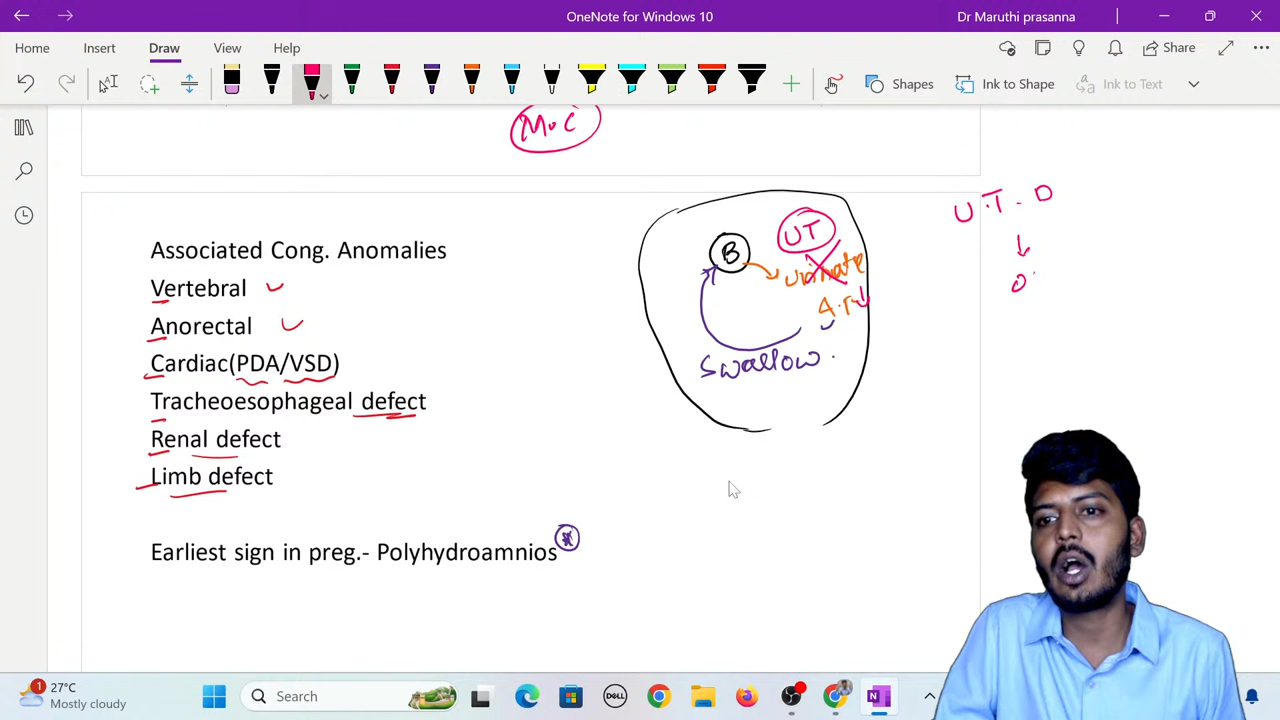 OneNote for Windows 10
Dr Maruthi prasanna
Home Insert Draw View Help
Share
Shapes
Ink to Shape
Ink to Text
M.C
U.T.D
UT
B
urinate
Associated Cong. Anomalies
Vertebral
Anorectal
Cardiac(PDA/VSD)
swallow.
Tracheoesophageal defect
Renal defect
Limb defect
Earliest sign in preg.- Polyhydroamnios
1
27°C
Mostly cloudy
Search
DELL